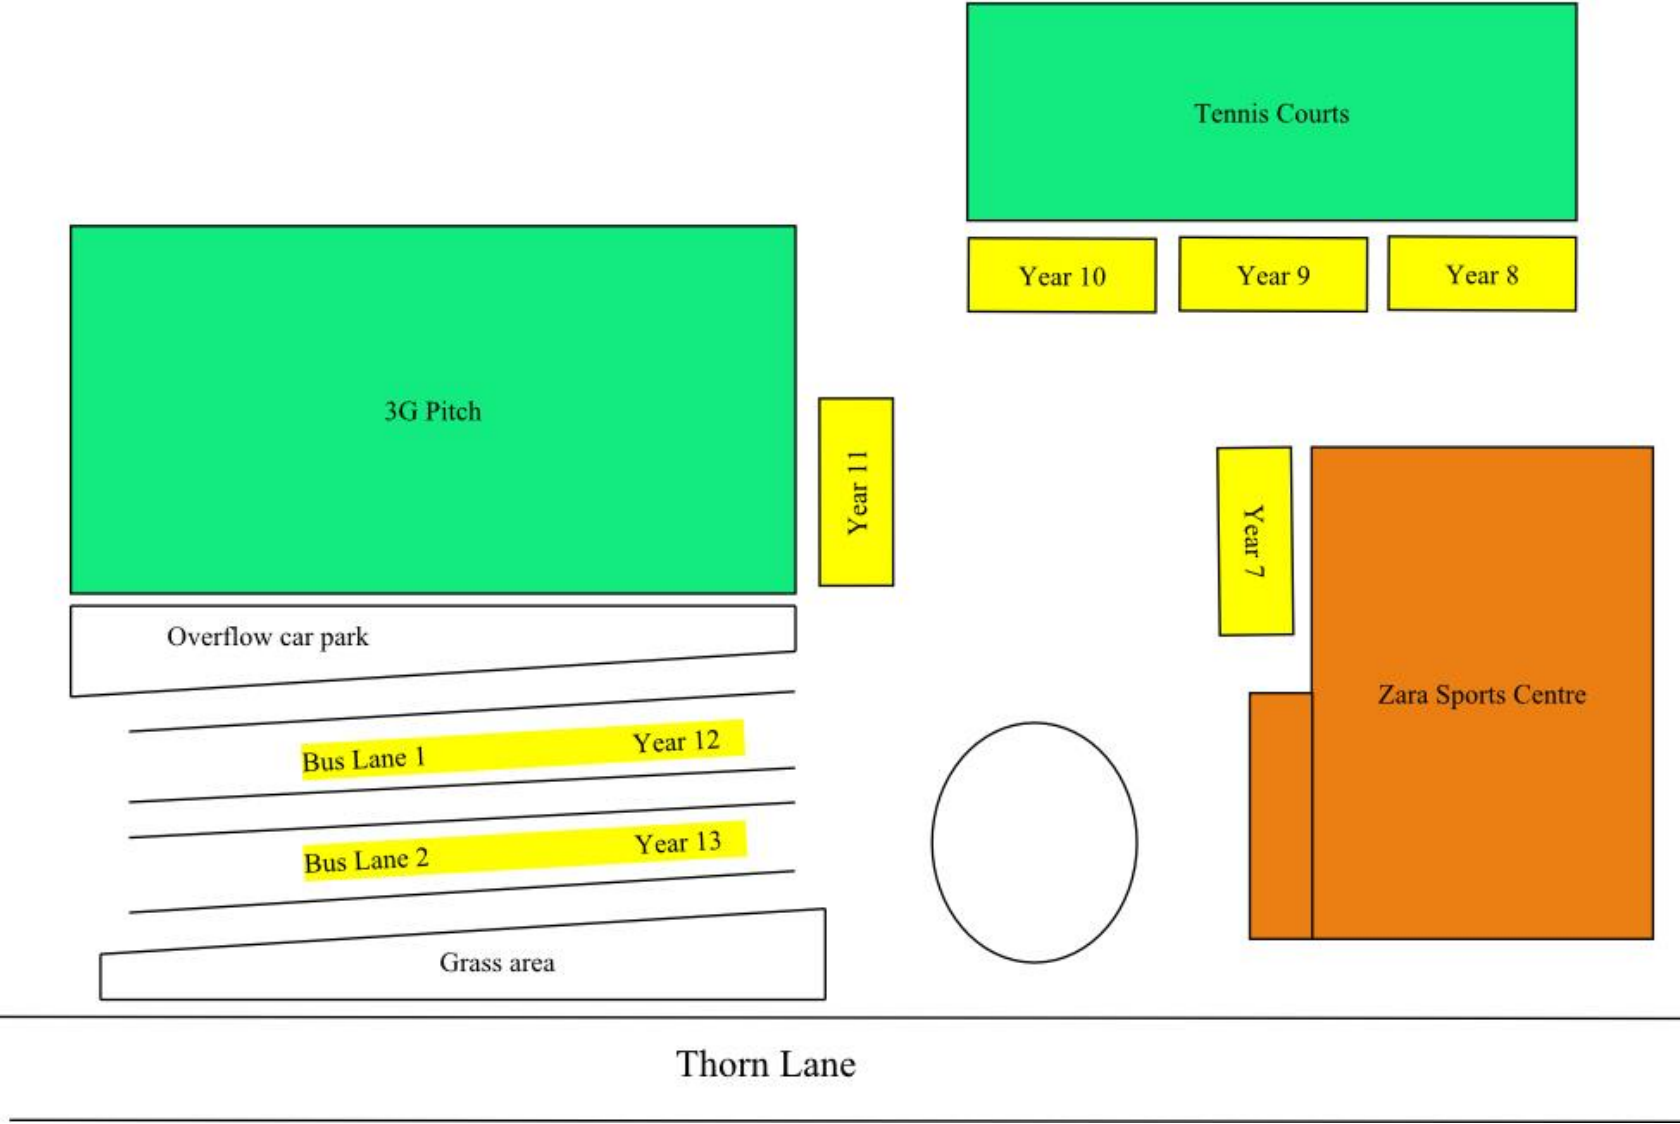 Tennis Courts
Year 10
Year 9
Year 8
3G Pitch
Year 11
Year 7
Overflow car park
Zara Sports Centre
Bus Lane 1 Year 12
Bus Lane 2 Year 13
Grass area
Thorn Lane